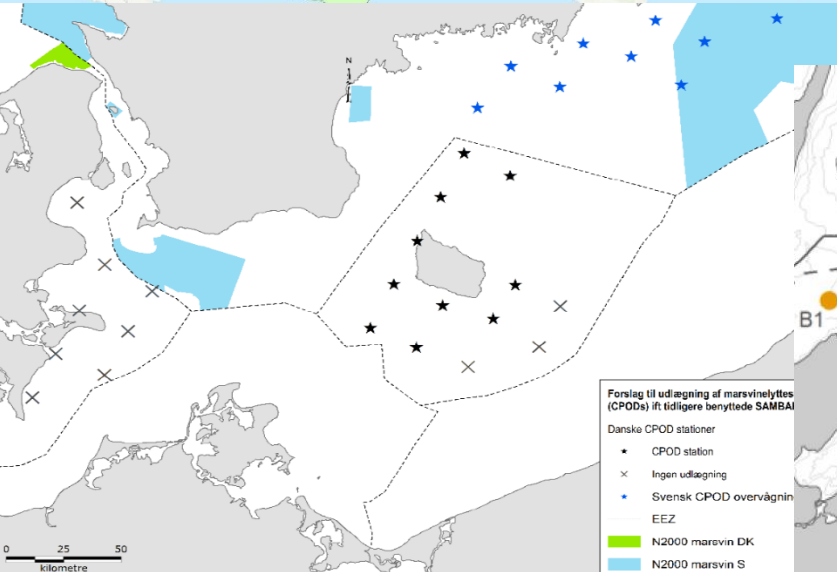 N
Forslag til udlægning af marsvinelyttes
(CPODs) ift tidligere benyttede SAMBA
Danske CPOD stationer
CPOD station
Ingen udlægning
Svensk CPOD overvågnin
EEZ
N2000 marsvin DK
N2000 marsvin S
0 25 50
kilometre
B1